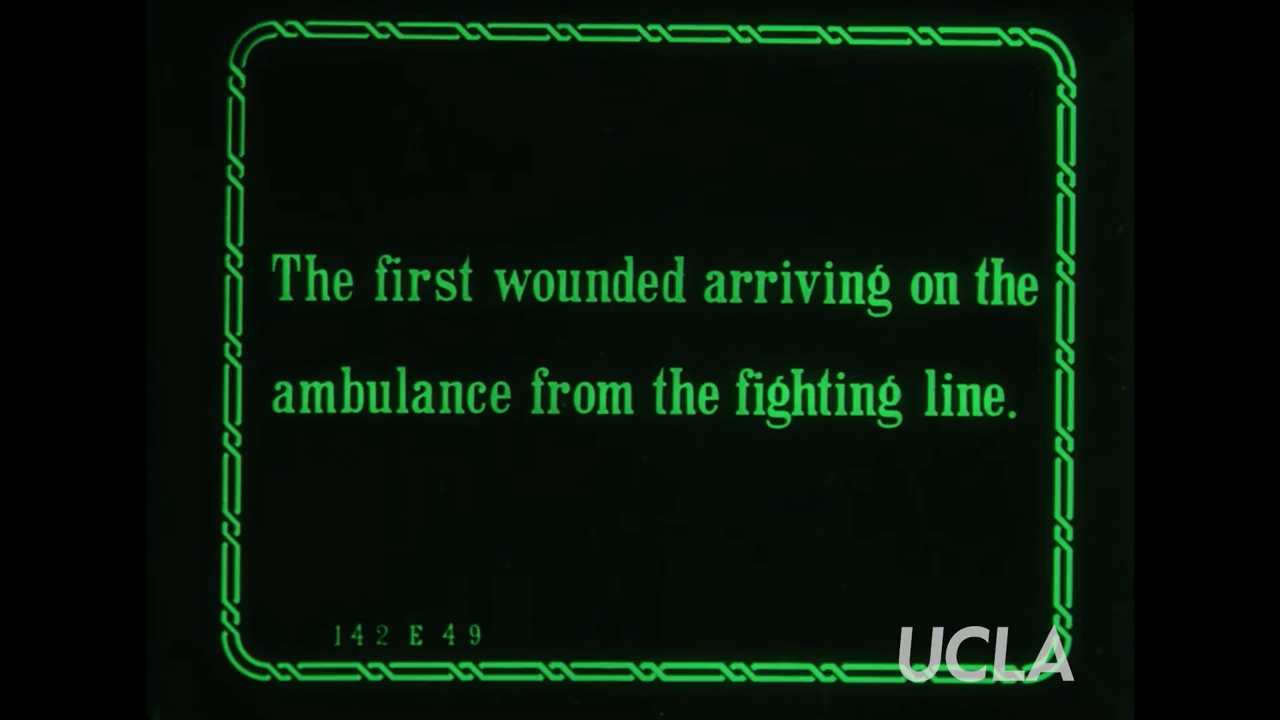 The first wounded arriving on the
ambulance from the fighting line.
142 E 49
UCLA